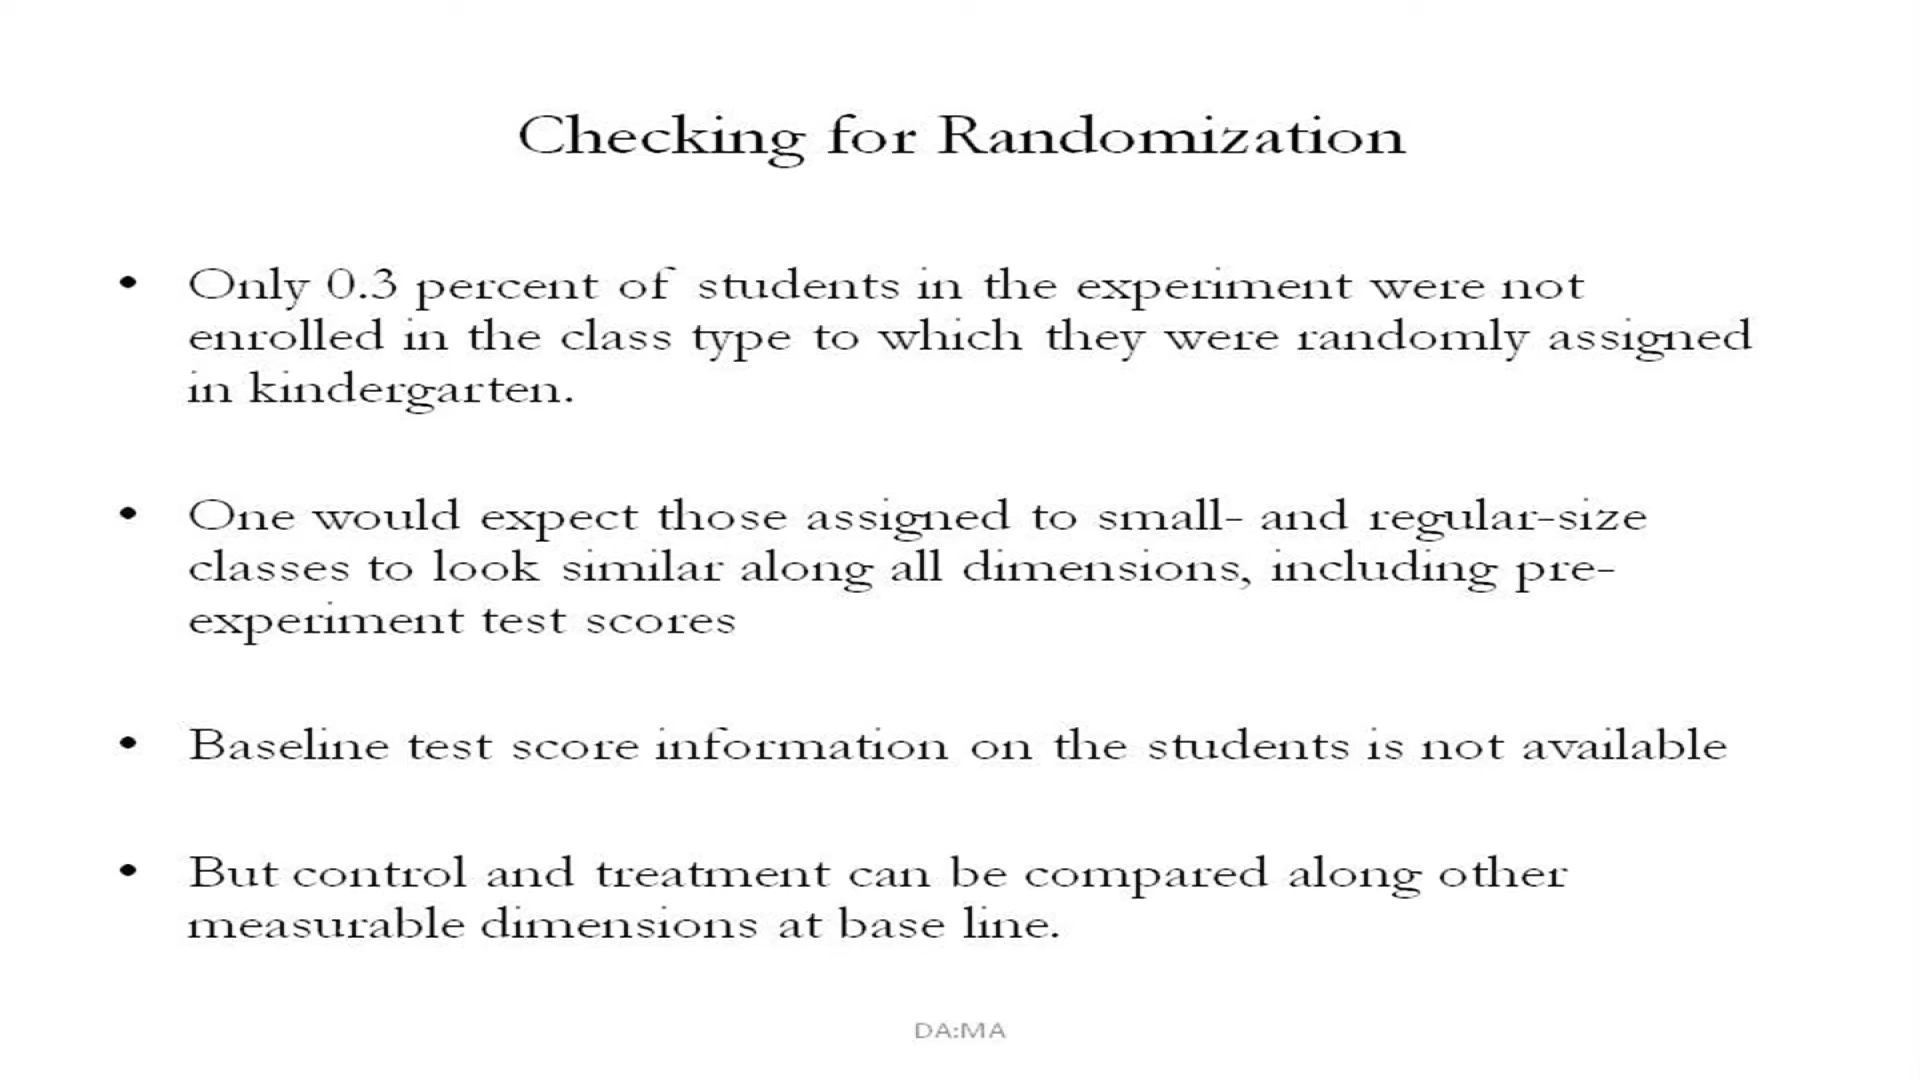 Checking for Randomization
• Only 0.3 percent of students in the experiment were not
enrolled in the class type to which they were randomly assigned
in kindergarten.
• One would expect those assigned to small- and regular-size
classes to look similar along all dimensions, including pre-
experiment test scores
• Baseline test score information on the students is not available
• But control and treatment can be compared along other
measurable dimensions at base line.
DA:MA